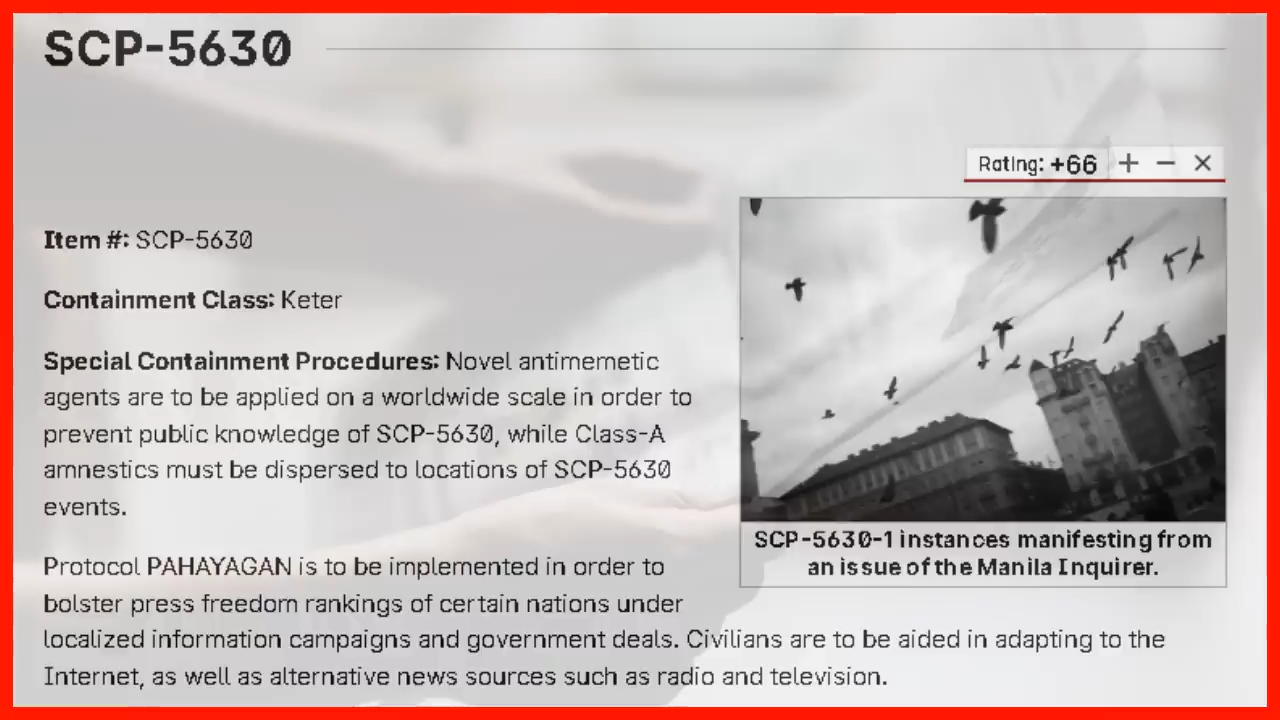 SCP-5630
Rating: +66 + − ×
Item #: SCP-5630
Containment Class: Keter
Special Containment Procedures: Novel antimemetic
agents are to be applied on a worldwide scale in order to
prevent public knowledge of SCP-5630, while Class-A
amnestics must be dispersed to locations of SCP-5630
events.
SCP-5630-1 instances manifesting from
an issue of the Manila Inquirer.
Protocol PAHAYAGAN is to be implemented in order to
bolster press freedom rankings of certain nations under
localized information campaigns and government deals. Civilians are to be aided in adapting to the
Internet, as well as alternative news sources such as radio and television.